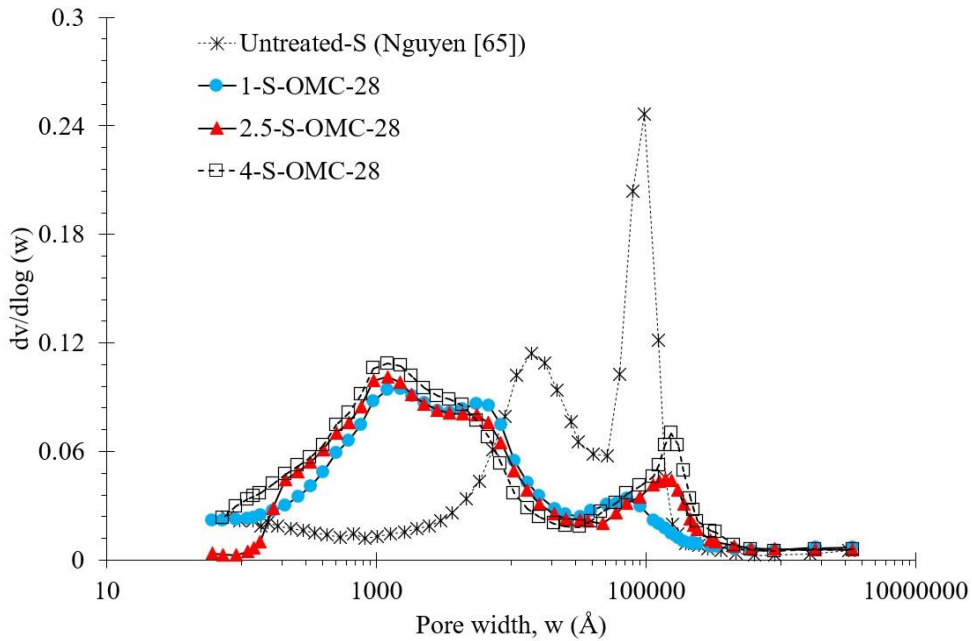 0.3
0.24
0.18
0.12
0.06
0
dv/dlog (w)
Untreated-S (Nguyen [65])
1-S-OMC-28
2.5-S-OMC-28
4-S-OMC-28
10
1000
100000
10000000
Pore width, w (Å)